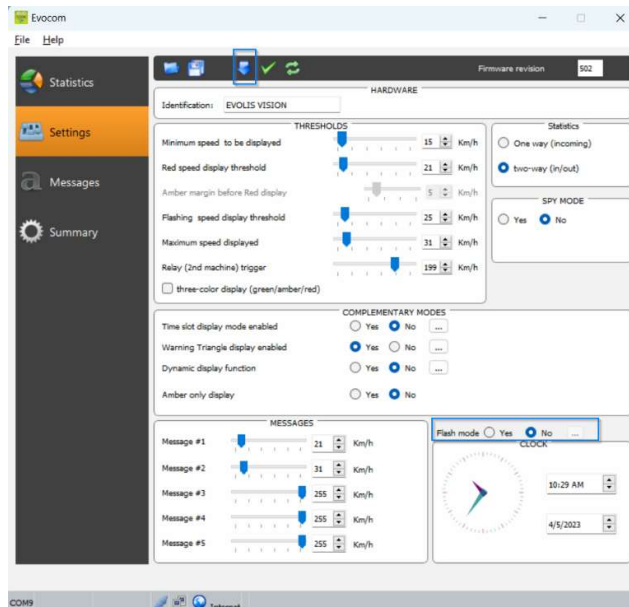 Evocom
File Help
Statistics
Settings
Messages
Summary
Firmware revision 502
HARDWARE
Identification: EVOLIS VISION
THRESHOLDS
Minimum speed to be displayed 15 Km/h
Red speed display threshold 21 Km/h
Amber margin before Red display 5 Km/h
Flashing speed display threshold 25 Km/h
Maximum speed displayed 31 Km/h
Relay (2nd machine) trigger 199 Km/h
three-color display (green/amber/red)
Statistics
One way (incoming)
two-way (in/out)
SPY MODE
Yes No
COMPLEMENTARY MODES
Time slot display mode enabled Yes No ...
Warning Triangle display enabled Yes No ...
Dynamic display function Yes No ...
Amber only display Yes No
MESSAGES
Message #1 21 Km/h
Message #2 31 Km/h
Message #3 255 Km/h
Message #4 255 Km/h
Message #5 255 Km/h
Flash mode Yes No ...
CLOCK
10:29 AM
4/5/2023
COM9 Internet